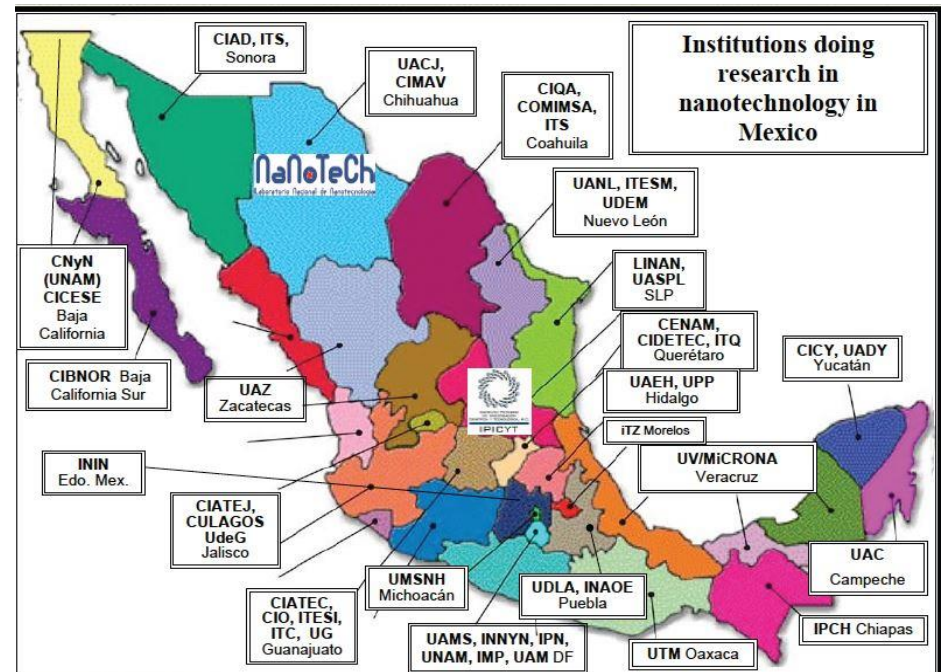 Institutions doing
research in
nanotechnology in
Mexico
CIAD, ITS,
Sonora
UACJ,
CIMAV
Chihuahua
CIQA,
COMIMSA,
ITS
Coahuila
NaNoTeCh
Laboratorio Nacional de Nanotecnología
UANL, ITESM,
UDEM
Nuevo León
CNyN
(UNAM)
CICESE
Baja
California
LINAN,
UASPL
SLP
CENAM,
CIDETEC, ITQ
Querétaro
CICY, UADY
Yucatán
CIBNOR Baja
California Sur
UAZ
Zacatecas
IPICYT
UAEH, UPP
Hidalgo
iTZ Morelos
ININ
Edo. Mex.
UV/MiCRONA
Veracruz
CIATEJ,
CULAGOS
UdeG
Jalisco
UAC
Campeche
UMSNH
Michoacán
UDLA, INAOE
Puebla
CIATEC,
CIO, ITESI,
ITC, UG
Guanajuato
UAMS, INNYN, IPN,
UNAM, IMP, UAM DF
UTM Oaxaca
IPCH Chiapas